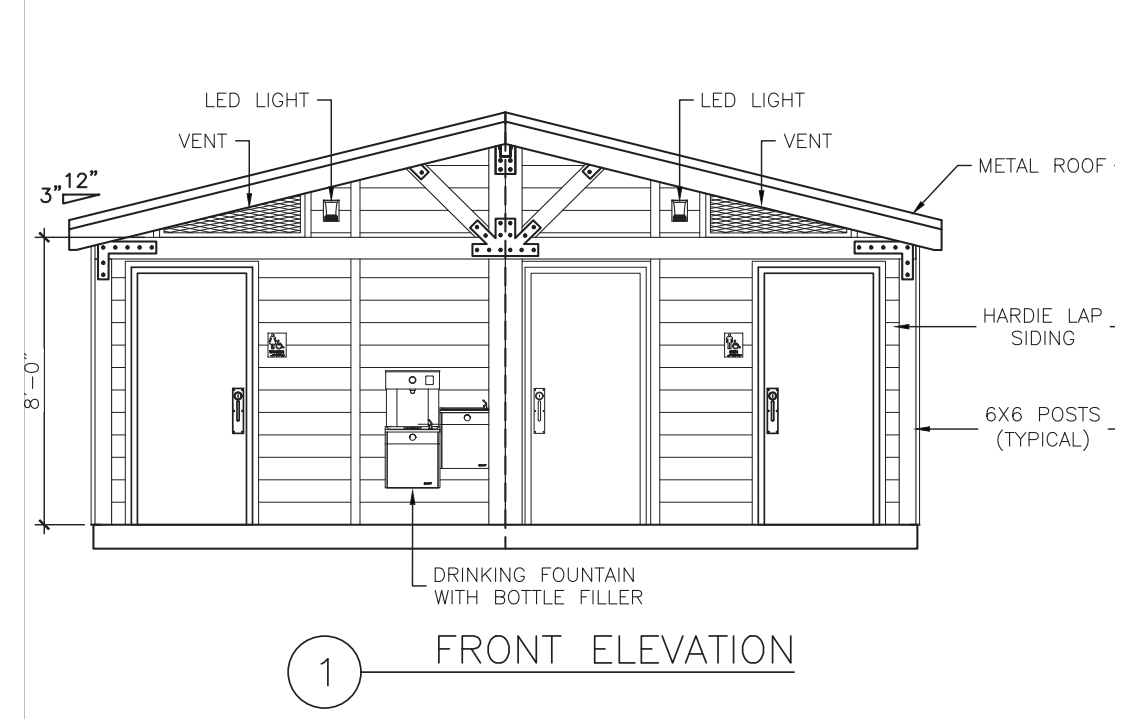 LED LIGHT
LED LIGHT
VENT
VENT
METAL ROOF
12"
3"
HARDIE LAP
SIDING
8'-0"
6X6 POSTS
(TYPICAL)
DRINKING FOUNTAIN
WITH BOTTLE FILLER
1
FRONT ELEVATION